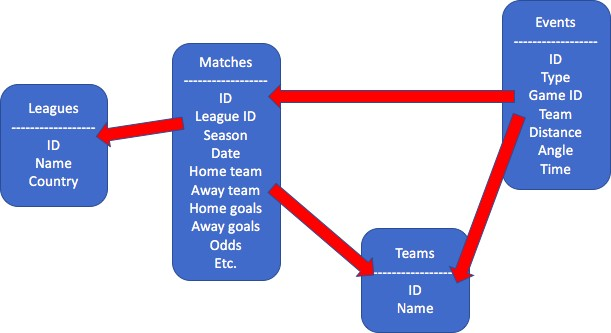 Leagues
-------------------
ID
Name
Country
Matches
-------------------
ID
League ID
Season
Date
Home team
Away team
Home goals
Away goals
Odds
Etc.
Events
-------------------
ID
Type
Game ID
Team
Distance
Angle
Time
Teams
-------------------
ID
Name